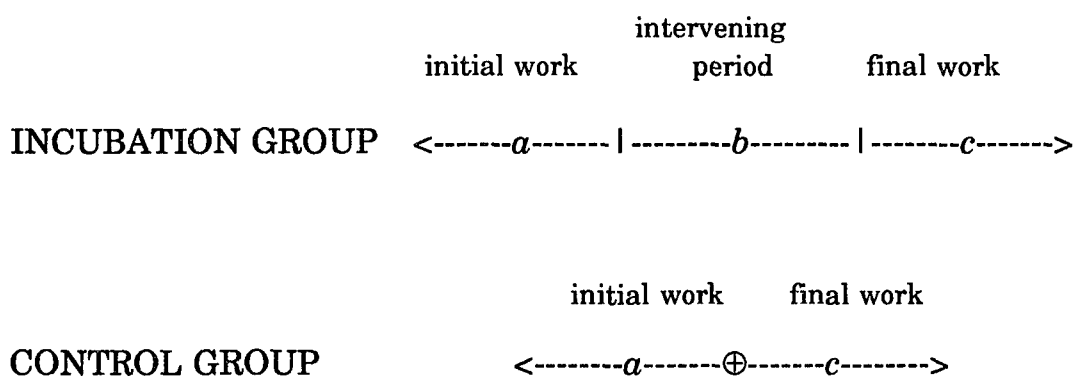 intervening
initial work period final work
INCUBATION GROUP <-------a-------|---------b---------|--------c------->
initial work final work
CONTROL GROUP <--------a-------⊕-------c-------->